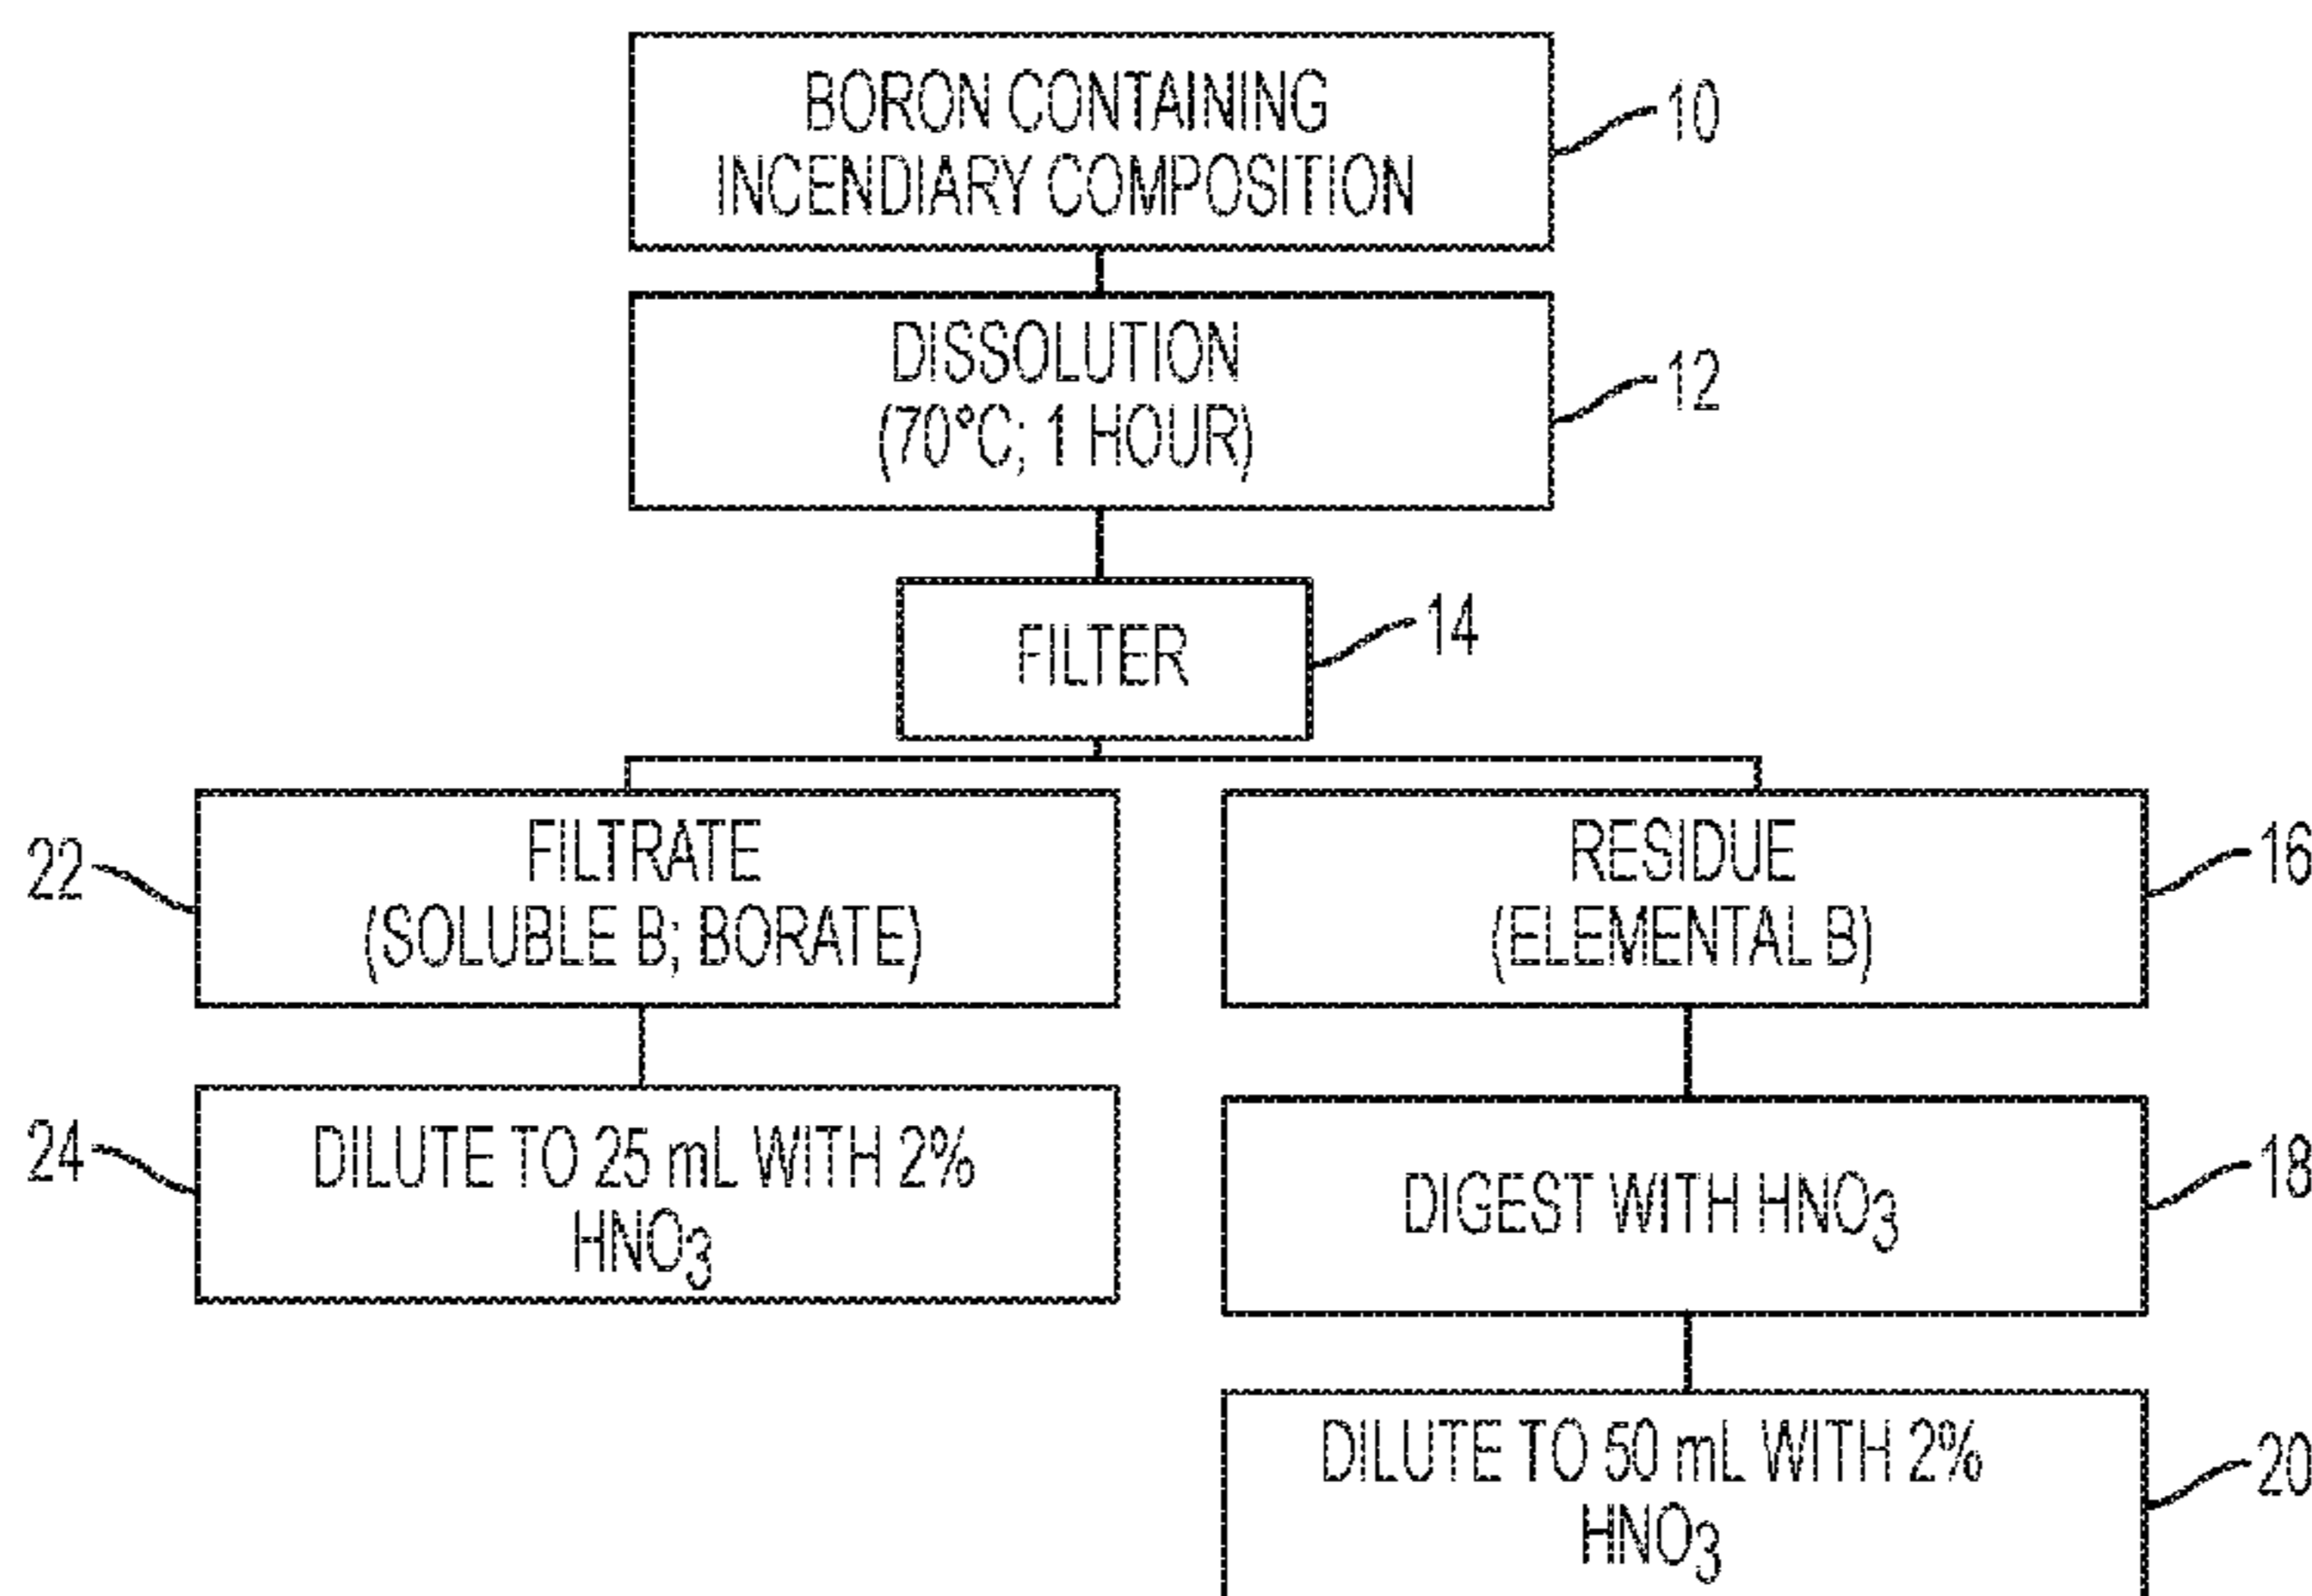 BORON CONTAINING
INCENDIARY COMPOSITION
10
DISSOLUTION
(70°C; 1 HOUR)
12
FILTER
14
22
FILTRATE
(SOLUBLE B; BORATE)
RESIDUE
(ELEMENTAL B)
16
24
DILUTE TO 25 mL WITH 2%
HNO₃
DIGEST WITH HNO₃
18
DILUTE TO 50 mL WITH 2%
HNO₃
20